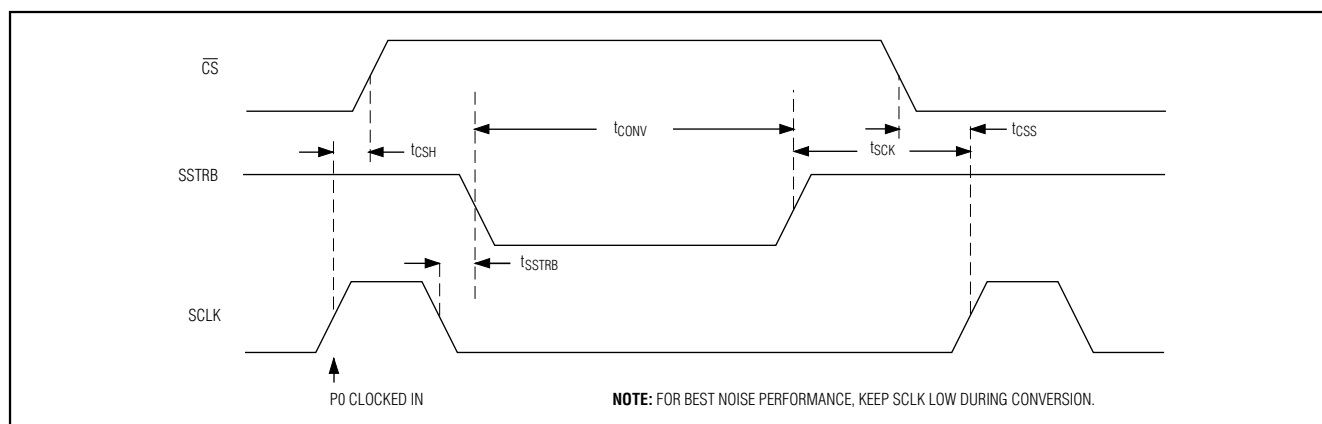 C̅S̅
tCONV
tCSS
tCSH
tSCK
SSTRB
tSSTRB
SCLK
P0 CLOCKED IN
NOTE: FOR BEST NOISE PERFORMANCE, KEEP SCLK LOW DURING CONVERSION.